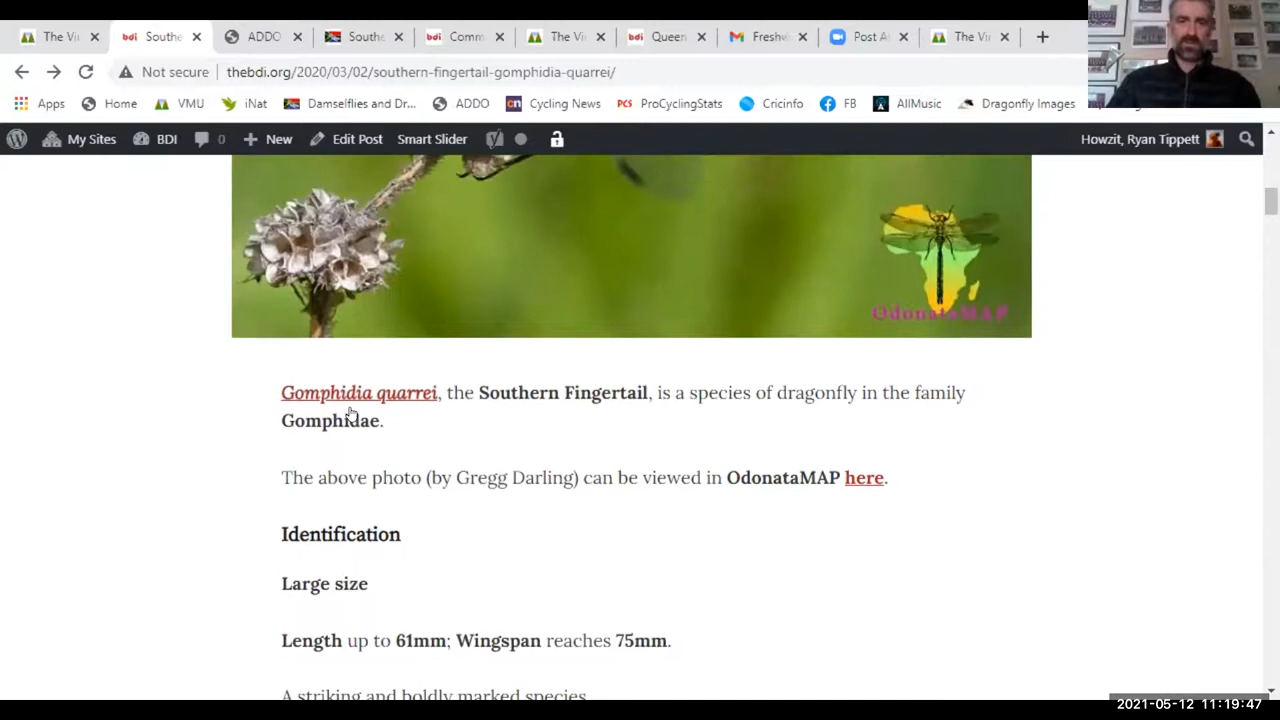 The Vi
bdi Southe
ADDO
Southe
bdi Comm
The Vi
bdi Queen
Freshw
Post A
The Vi
Not secure
thebdi.org/2020/03/02/southern-fingertail-gomphidia-quarrei/
Apps Home VMU iNat Damselflies and Dr... ADDO cn Cycling News PCS ProCyclingStats Cricinfo FB AllMusic Dragonfly Images
My Sites BDI 0 New Edit Post Smart Slider Howzit, Ryan Tippett
OdonataMAP
Gomphidia quarrei, the Southern Fingertail, is a species of dragonfly in the family
Gomphidae.
The above photo (by Gregg Darling) can be viewed in OdonataMAP here.
Identification
Large size
Length up to 61mm; Wingspan reaches 75mm.
A striking and boldly marked species
2021-05-12 11:19:47